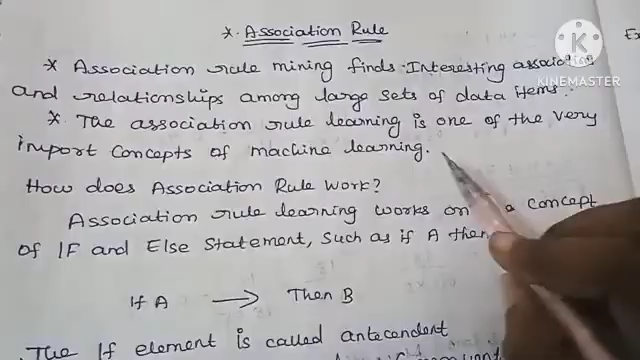 * Association Rule
* Association rule mining finds Interesting
and relationships among large sets of data items.
* The association rule learning is one of the very
import concepts of machine learning.
How does Association Rule work?
Association rule learning works on a concept
of IF and Else Statement, such as if A then
If A → Then B
The If element is called antecendent
Ex
KINEMASTER